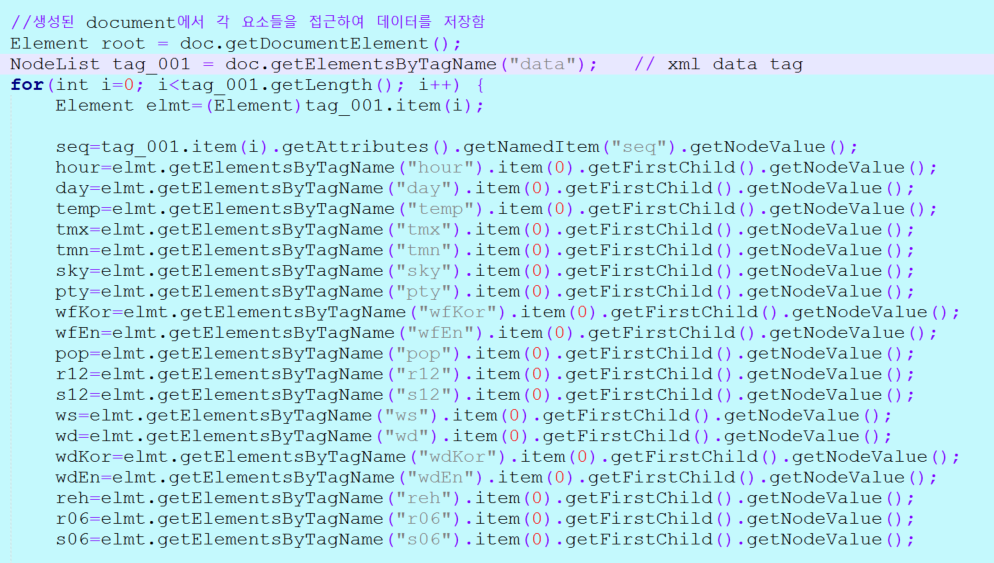 //생성된 document에서 각 요소들을 접근하여 데이터를 저장함
Element root = doc.getDocumentElement();
NodeList tag_001 = doc.getElementsByTagName("data");   // xml data tag
for(int i=0; i<tag_001.getLength(); i++) {
    Element elmt=(Element)tag_001.item(i);

    seq=tag_001.item(i).getAttributes().getNamedItem("seq").getNodeValue();
    hour=elmt.getElementsByTagName("hour").item(0).getFirstChild().getNodeValue();
    day=elmt.getElementsByTagName("day").item(0).getFirstChild().getNodeValue();
    temp=elmt.getElementsByTagName("temp").item(0).getFirstChild().getNodeValue();
    tmx=elmt.getElementsByTagName("tmx").item(0).getFirstChild().getNodeValue();
    tmn=elmt.getElementsByTagName("tmn").item(0).getFirstChild().getNodeValue();
    sky=elmt.getElementsByTagName("sky").item(0).getFirstChild().getNodeValue();
    pty=elmt.getElementsByTagName("pty").item(0).getFirstChild().getNodeValue();
    wfKor=elmt.getElementsByTagName("wfKor").item(0).getFirstChild().getNodeValue();
    wfEn=elmt.getElementsByTagName("wfEn").item(0).getFirstChild().getNodeValue();
    pop=elmt.getElementsByTagName("pop").item(0).getFirstChild().getNodeValue();
    r12=elmt.getElementsByTagName("r12").item(0).getFirstChild().getNodeValue();
    s12=elmt.getElementsByTagName("s12").item(0).getFirstChild().getNodeValue();
    ws=elmt.getElementsByTagName("ws").item(0).getFirstChild().getNodeValue();
    wd=elmt.getElementsByTagName("wd").item(0).getFirstChild().getNodeValue();
    wdKor=elmt.getElementsByTagName("wdKor").item(0).getFirstChild().getNodeValue();
    wdEn=elmt.getElementsByTagName("wdEn").item(0).getFirstChild().getNodeValue();
    reh=elmt.getElementsByTagName("reh").item(0).getFirstChild().getNodeValue();
    r06=elmt.getElementsByTagName("r06").item(0).getFirstChild().getNodeValue();
    s06=elmt.getElementsByTagName("s06").item(0).getFirstChild().getNodeValue();